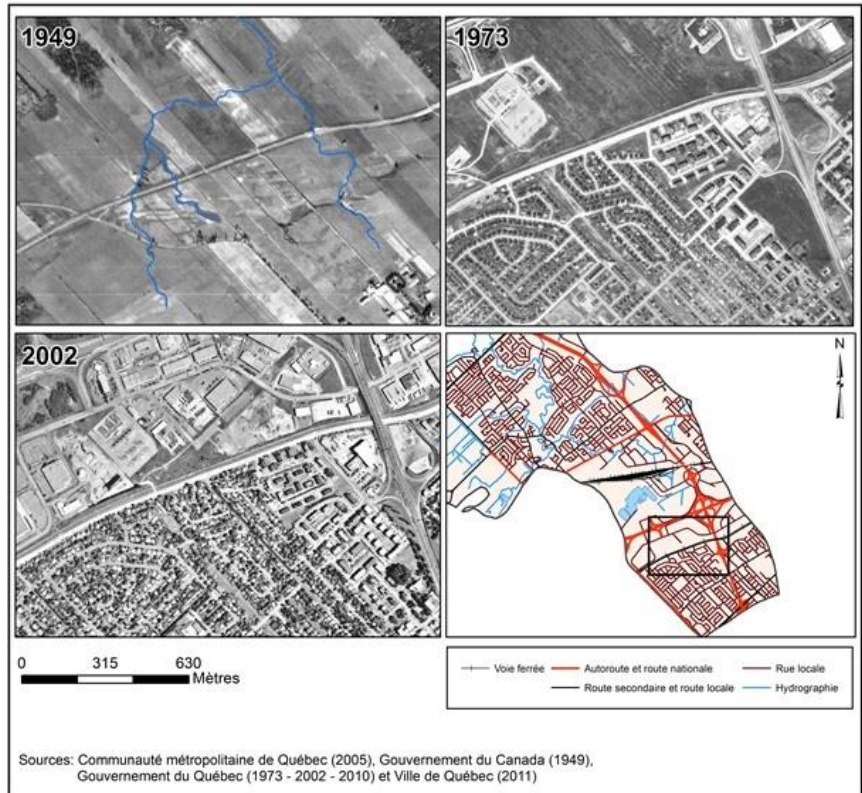 1949
1973
2002
N
0 315 630
Mètres
Voie ferrée
Autoroute et route nationale
Rue locale
Route secondaire et route locale
Hydrographie
Sources: Communauté métropolitaine de Québec (2005), Gouvernement du Canada (1949),
Gouvernement du Québec (1973 - 2002 - 2010) et Ville de Québec (2011)